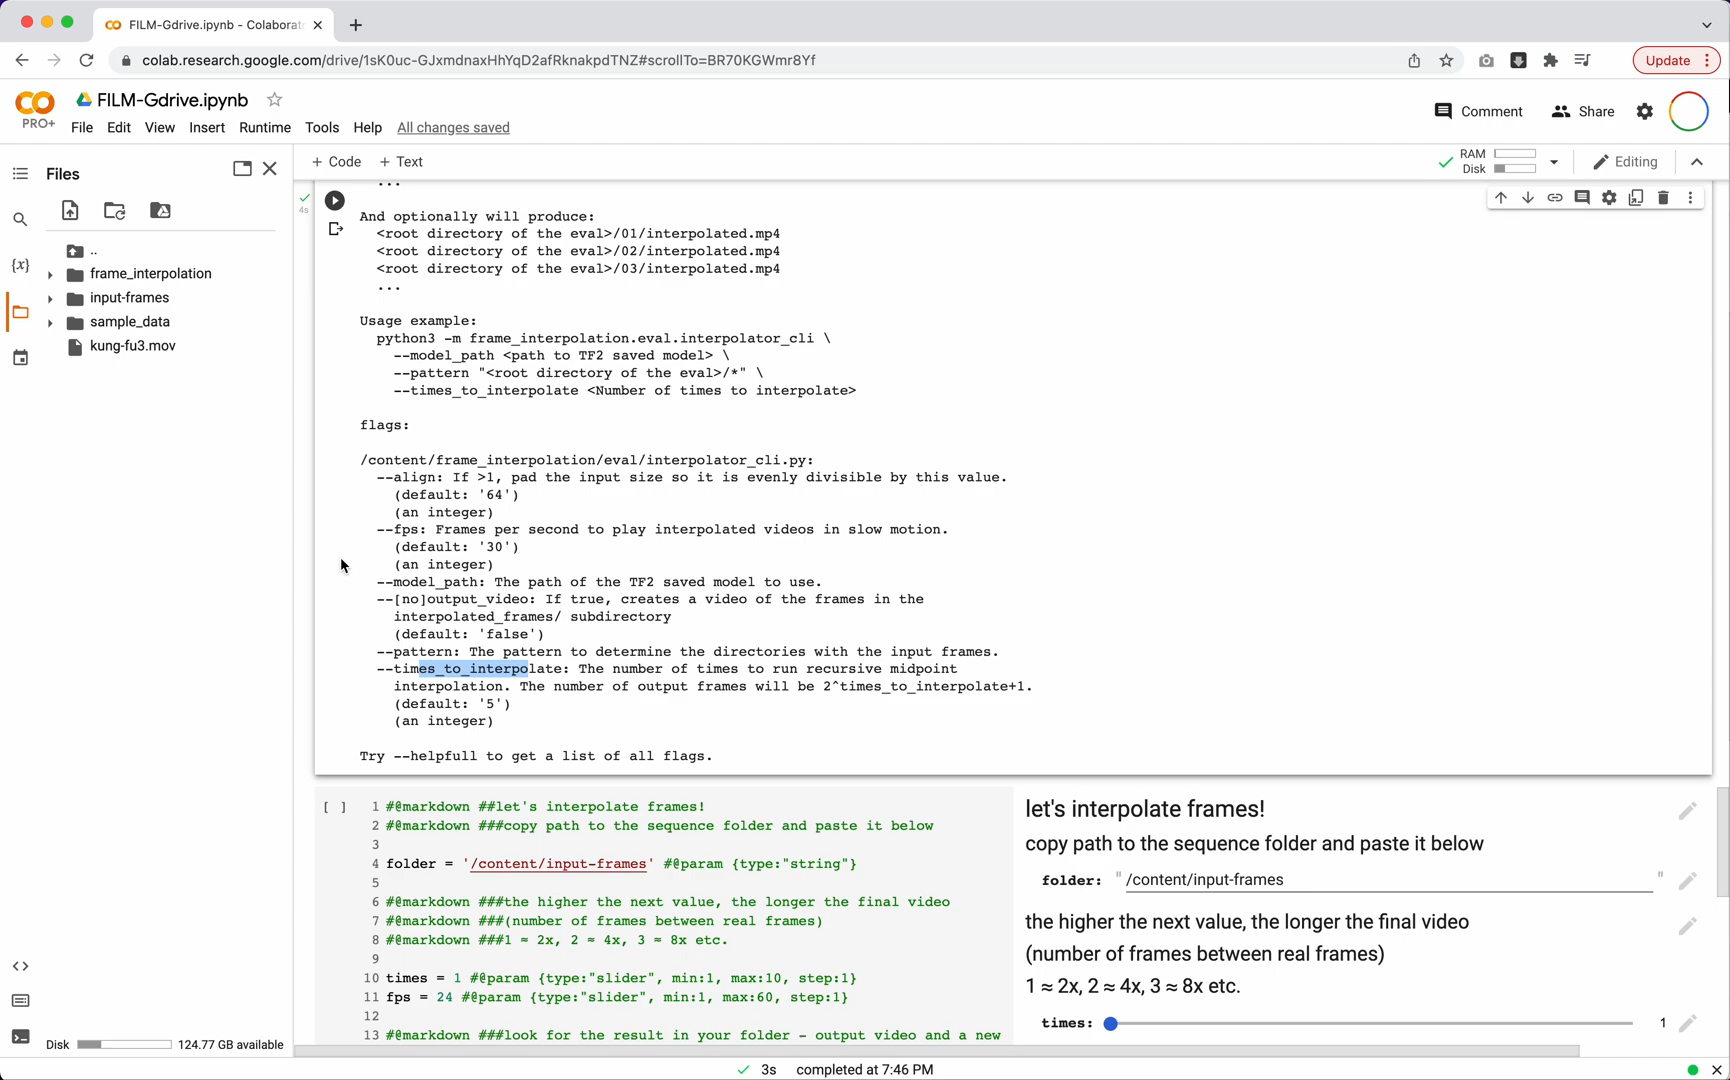 FILM-Gdrive.ipynb - Colaborat
colab.research.google.com/drive/1sK0uc-GJxmdnaxHhYqD2afRknakpdTNZ#scrollTo=BR70KGWmr8Yf
Update
PRO+
FILM-Gdrive.ipynb
File Edit View Insert Runtime Tools Help All changes saved
Comment
Share
Files
+ Code + Text
RAM
Disk
Editing
..
frame_interpolation
input-frames
sample_data
kung-fu3.mov
{x}
Disk 124.77 GB available
4s
...
And optionally will produce:
<root directory of the eval>/01/interpolated.mp4
<root directory of the eval>/02/interpolated.mp4
<root directory of the eval>/03/interpolated.mp4
...
Usage example:
python3 -m frame_interpolation.eval.interpolator_cli \
--model_path <path to TF2 saved model> \
--pattern "<root directory of the eval>/*" \
--times_to_interpolate <Number of times to interpolate>
flags:
/content/frame_interpolation/eval/interpolator_cli.py:
--align: If >1, pad the input size so it is evenly divisible by this value.
(default: '64')
(an integer)
--fps: Frames per second to play interpolated videos in slow motion.
(default: '30')
(an integer)
--model_path: The path of the TF2 saved model to use.
--[no]output_video: If true, creates a video of the frames in the
interpolated_frames/ subdirectory
(default: 'false')
--pattern: The pattern to determine the directories with the input frames.
--times_to_interpolate: The number of times to run recursive midpoint
interpolation. The number of output frames will be 2^times_to_interpolate+1.
(default: '5')
(an integer)
Try --helpfull to get a list of all flags.
[ ]
1 #@markdown ##let's interpolate frames!
2 #@markdown ###copy path to the sequence folder and paste it below
3
4 folder = '/content/input-frames' #@param {type:"string"}
5
6 #@markdown ###the higher the next value, the longer the final video
7 #@markdown ###(number of frames between real frames)
8 #@markdown ###1 ≈ 2x, 2 ≈ 4x, 3 ≈ 8x etc.
9
10 times = 1 #@param {type:"slider", min:1, max:10, step:1}
11 fps = 24 #@param {type:"slider", min:1, max:60, step:1}
12
13 #@markdown ###look for the result in your folder - output video and a new
let's interpolate frames!
copy path to the sequence folder and paste it below
folder: "/content/input-frames"
the higher the next value, the longer the final video
(number of frames between real frames)
1 ≈ 2x, 2 ≈ 4x, 3 ≈ 8x etc.
times: 1
3s completed at 7:46 PM